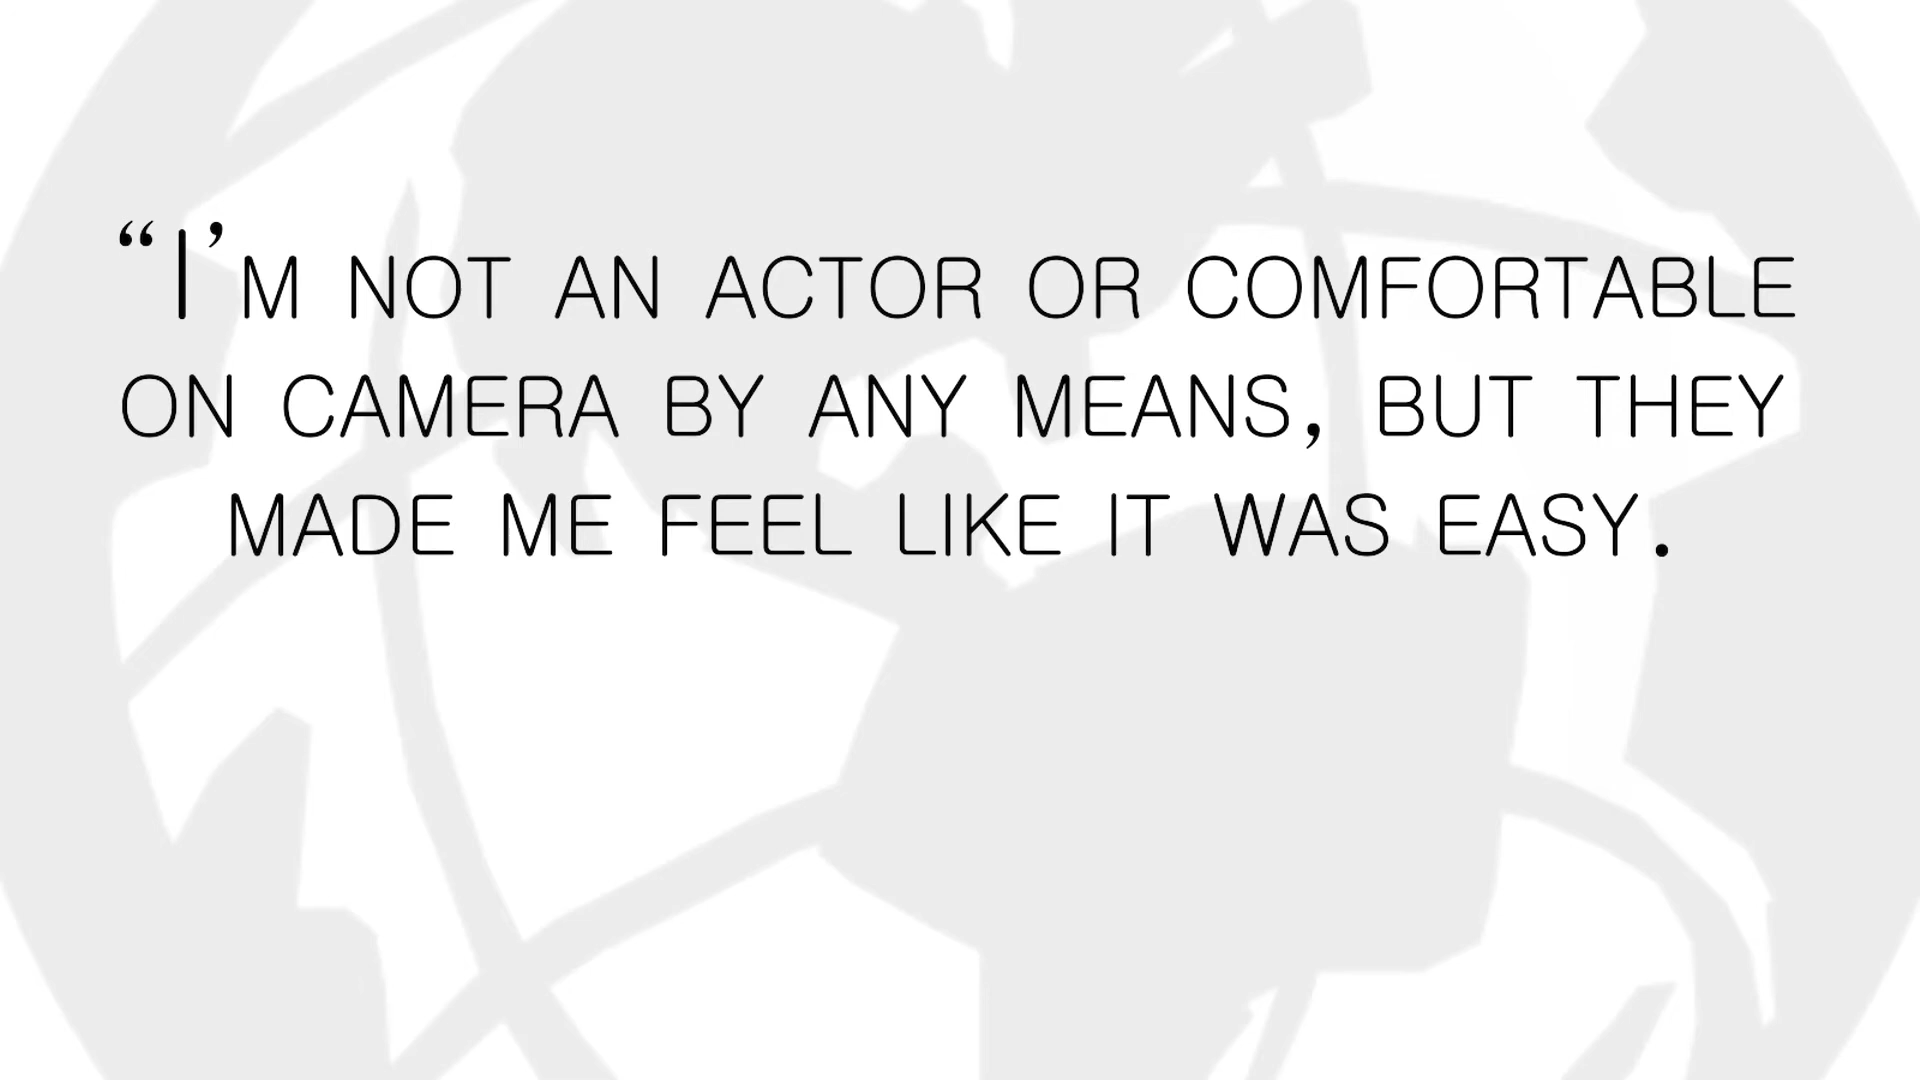 “I’m not an actor or comfortable
on camera by any means, but they
made me feel like it was easy.